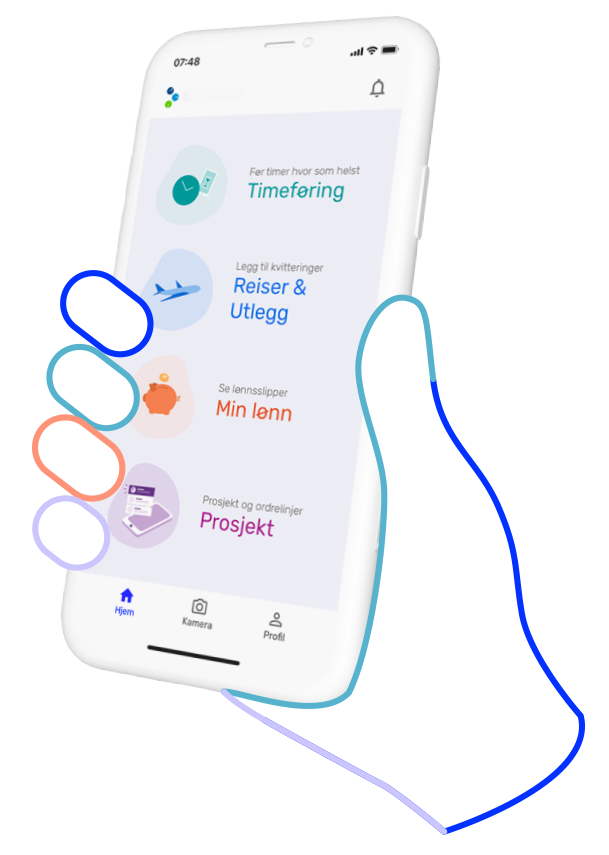 07:48
Før timer hvor som helst
Timeføring
Legg til kvitteringer
Reiser &
Utlegg
Se lønnsslipper
Min lønn
Prosjekt og ordrelinjer
Prosjekt
Hjem
Kamera
Profil